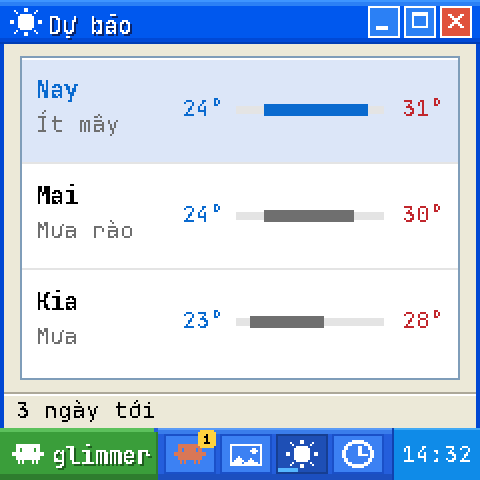 Dự báo
Nay
Ít mây
24° 31°
Mai
Mưa rào
24° 30°
Kia
Mưa
23° 28°
3 ngày tới
glimmer 1 14:32